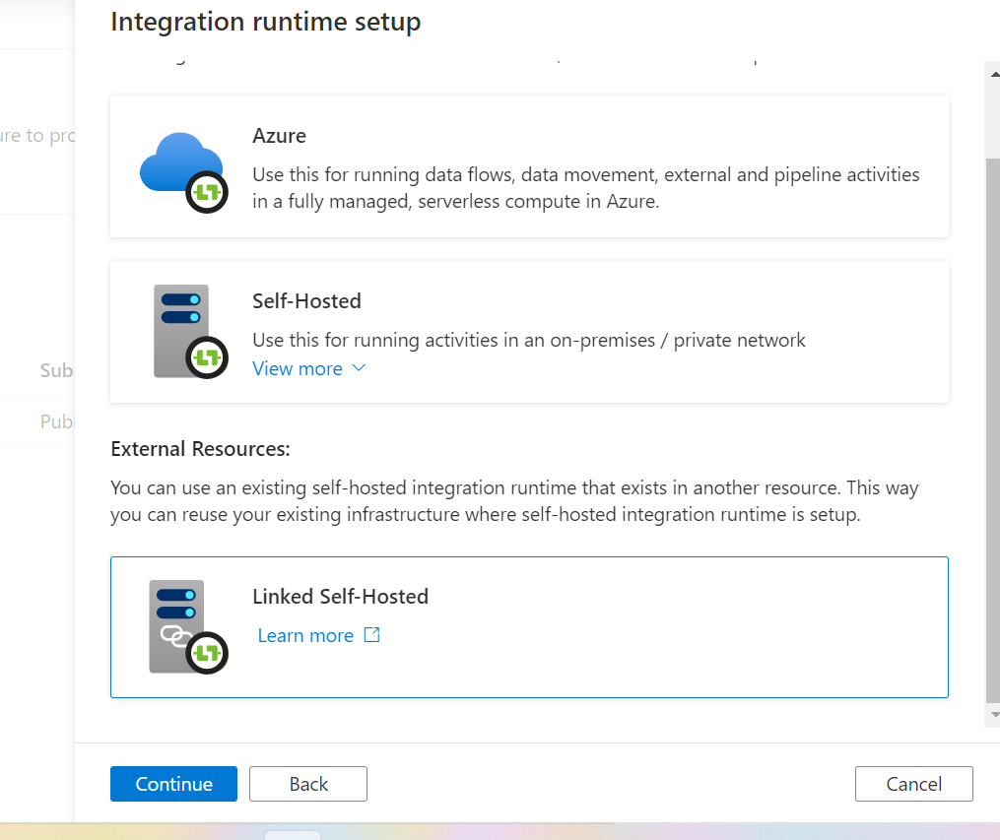 Integration runtime setup
Azure
Use this for running data flows, data movement, external and pipeline activities
in a fully managed, serverless compute in Azure.
Self-Hosted
Use this for running activities in an on-premises / private network
View more
External Resources:
You can use an existing self-hosted integration runtime that exists in another resource. This way
you can reuse your existing infrastructure where self-hosted integration runtime is setup.
Linked Self-Hosted
Learn more
Continue
Back
Cancel
to
Sub